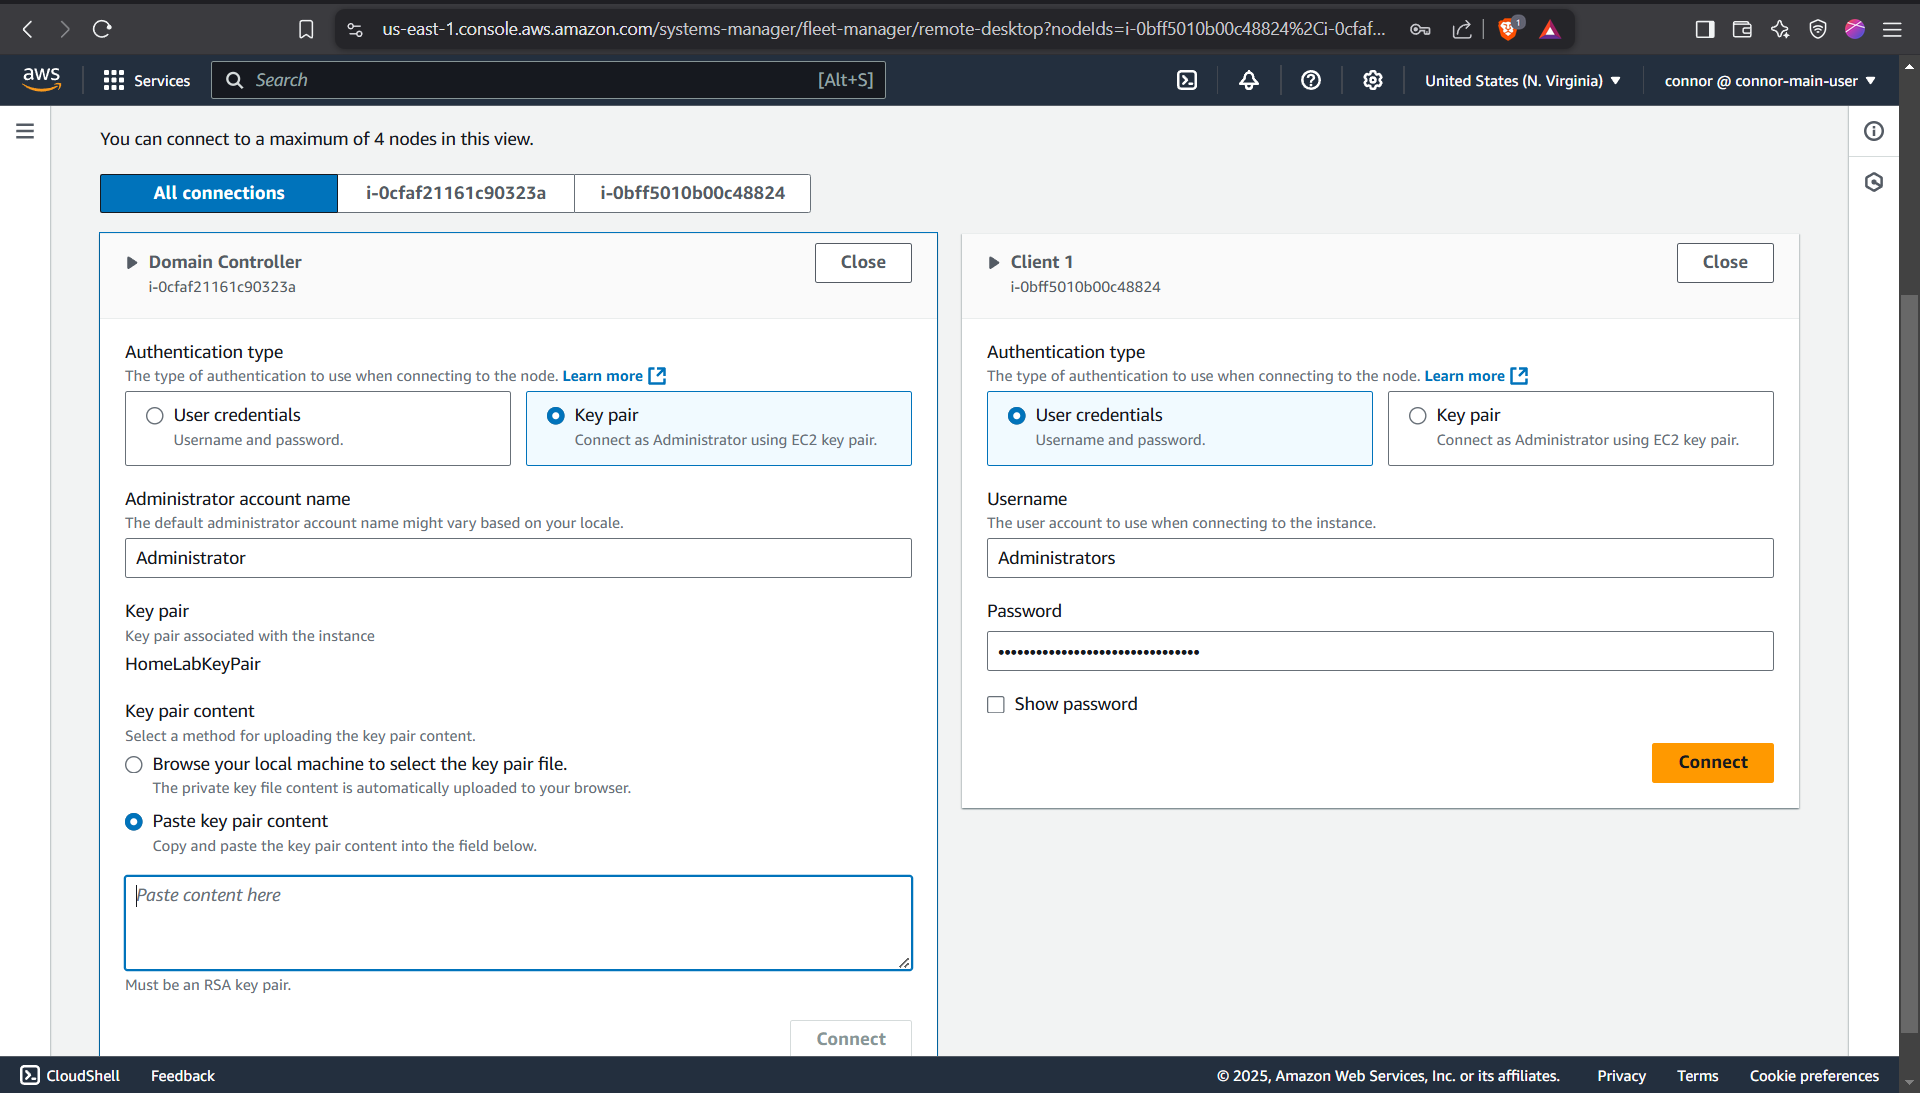 us-east-1.console.aws.amazon.com/systems-manager/fleet-manager/remote-desktop?nodeIds=i-0bff5010b00c48824%2Ci-0cfaf...
1
aws
Services
Search
[Alt+S]
United States (N. Virginia)
connor @ connor-main-user
You can connect to a maximum of 4 nodes in this view.
All connections
i-0cfaf21161c90323a
i-0bff5010b00c48824
Domain Controller
i-0cfaf21161c90323a
Close
Authentication type
The type of authentication to use when connecting to the node. Learn more
User credentials
Username and password.
Key pair
Connect as Administrator using EC2 key pair.
Administrator account name
The default administrator account name might vary based on your locale.
Administrator
Key pair
Key pair associated with the instance
HomeLabKeyPair
Key pair content
Select a method for uploading the key pair content.
Browse your local machine to select the key pair file.
The private key file content is automatically uploaded to your browser.
Paste key pair content
Copy and paste the key pair content into the field below.
Paste content here
Must be an RSA key pair.
Connect
Client 1
i-0bff5010b00c48824
Close
Authentication type
The type of authentication to use when connecting to the node. Learn more
User credentials
Username and password.
Key pair
Connect as Administrator using EC2 key pair.
Username
The user account to use when connecting to the instance.
Administrators
Password
Show password
Connect
CloudShell
Feedback
© 2025, Amazon Web Services, Inc. or its affiliates.
Privacy
Terms
Cookie preferences